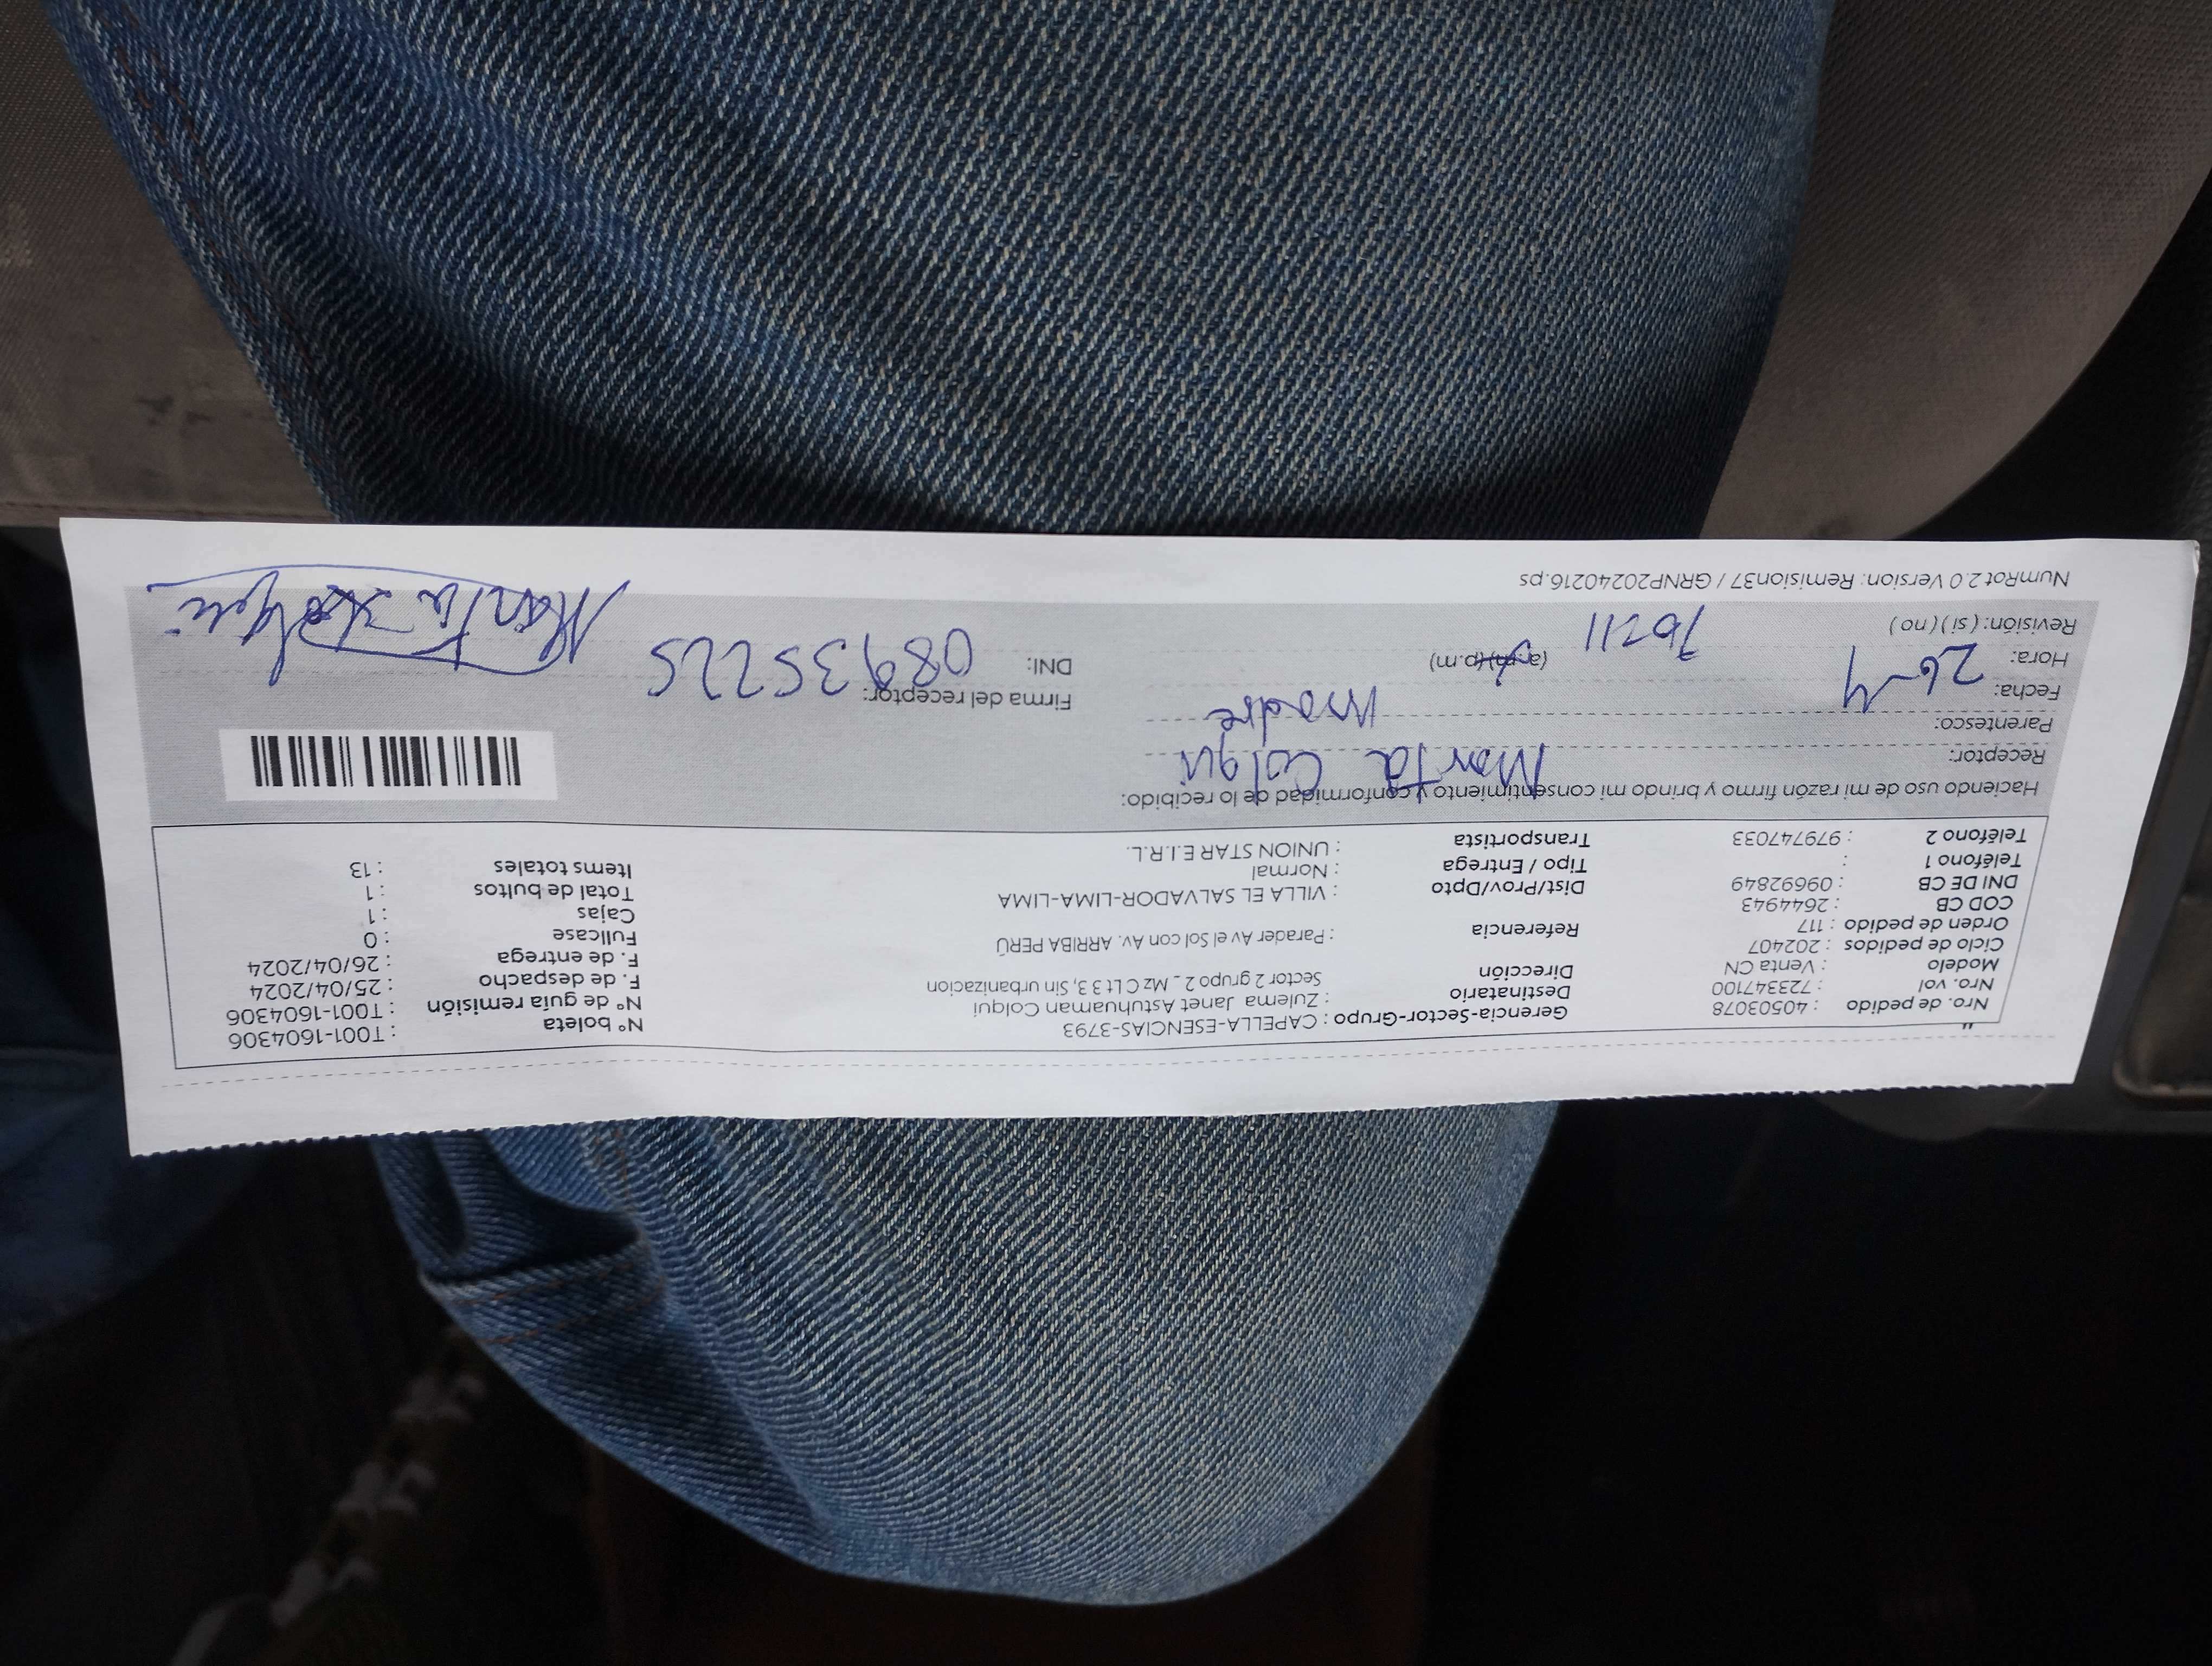 Nro. de pedido : 40503078
Nro. vol : 723347100
Modelo : Venta CN
Ciclo de pedidos : 202407
Orden de pedido : 117
COD CB : 2644943
DNI DE CB : 09692849
Teléfono 1 :
Teléfono 2 : 979747033
Gerencia-Sector-Grupo : CAPELLA-ESENCIAS-3793
Destinatario : Zulema Janet Astuhuaman Colqui
Dirección Sector 2 grupo 2 _ Mz C Lt 3 3, Sin urbanizacion
Referencia : Parader Av el Sol con Av. ARRIBA PERÚ
Dist/Prov/Dpto : VILLA EL SALVADOR-LIMA-LIMA
Tipo / Entrega : Normal
Transportista : UNION STAR E.I.R.L.
N° boleta : T001-1604306
N° de guía remisión : T001-1604306
F. de despacho : 25/04/2024
F. de entrega : 26/04/2024
Fullcase : 0
Cajas : 1
Total de bultos : 1
Items totales : 13
Haciendo uso de mi razón firmo y brindo mi consentimiento y conformidad de lo recibido:
Receptor: Marta Colqui
Parentesco: madre
Fecha: 26-4
Hora: (a.m)(p.m)
Revisión: ( si ) ( no )
Firma del receptor:
DNI: 08935225
Marta Colqui
NumRot 2.0 Version: Remision37 / GRNP20240216.ps